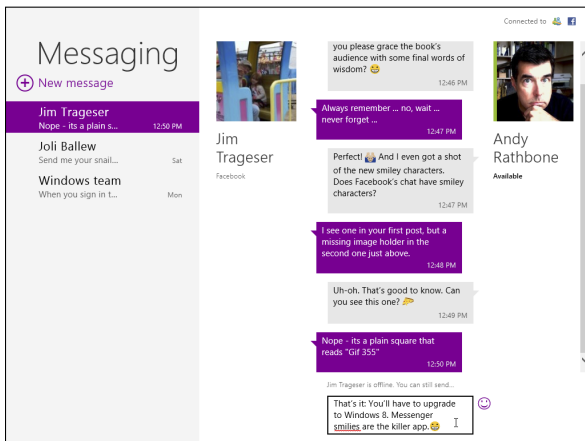 Connected to
Messaging
New message
Jim Trageser
Nope - its a plain s...
12:50 PM
Joli Ballew
Send me your snail...
Sat
Windows team
When you sign in t...
Mon
Jim
Trageser
Facebook
you please grace the book's
audience with some final words of
wisdom?
12:46 PM
Always remember ... no, wait ...
never forget ...
12:47 PM
Perfect! And I even got a shot
of the new smiley characters.
Does Facebook's chat have smiley
characters?
12:47 PM
I see one in your first post, but a
missing image holder in the
second one just above.
12:48 PM
Uh-oh. That's good to know. Can
you see this one?
12:49 PM
Nope - its a plain square that
reads "Gif 355"
12:50 PM
Jim Trageser is offline. You can still send...
That's it: You'll have to upgrade
to Windows 8. Messenger
smilies are the killer app.
Andy
Rathbone
Available